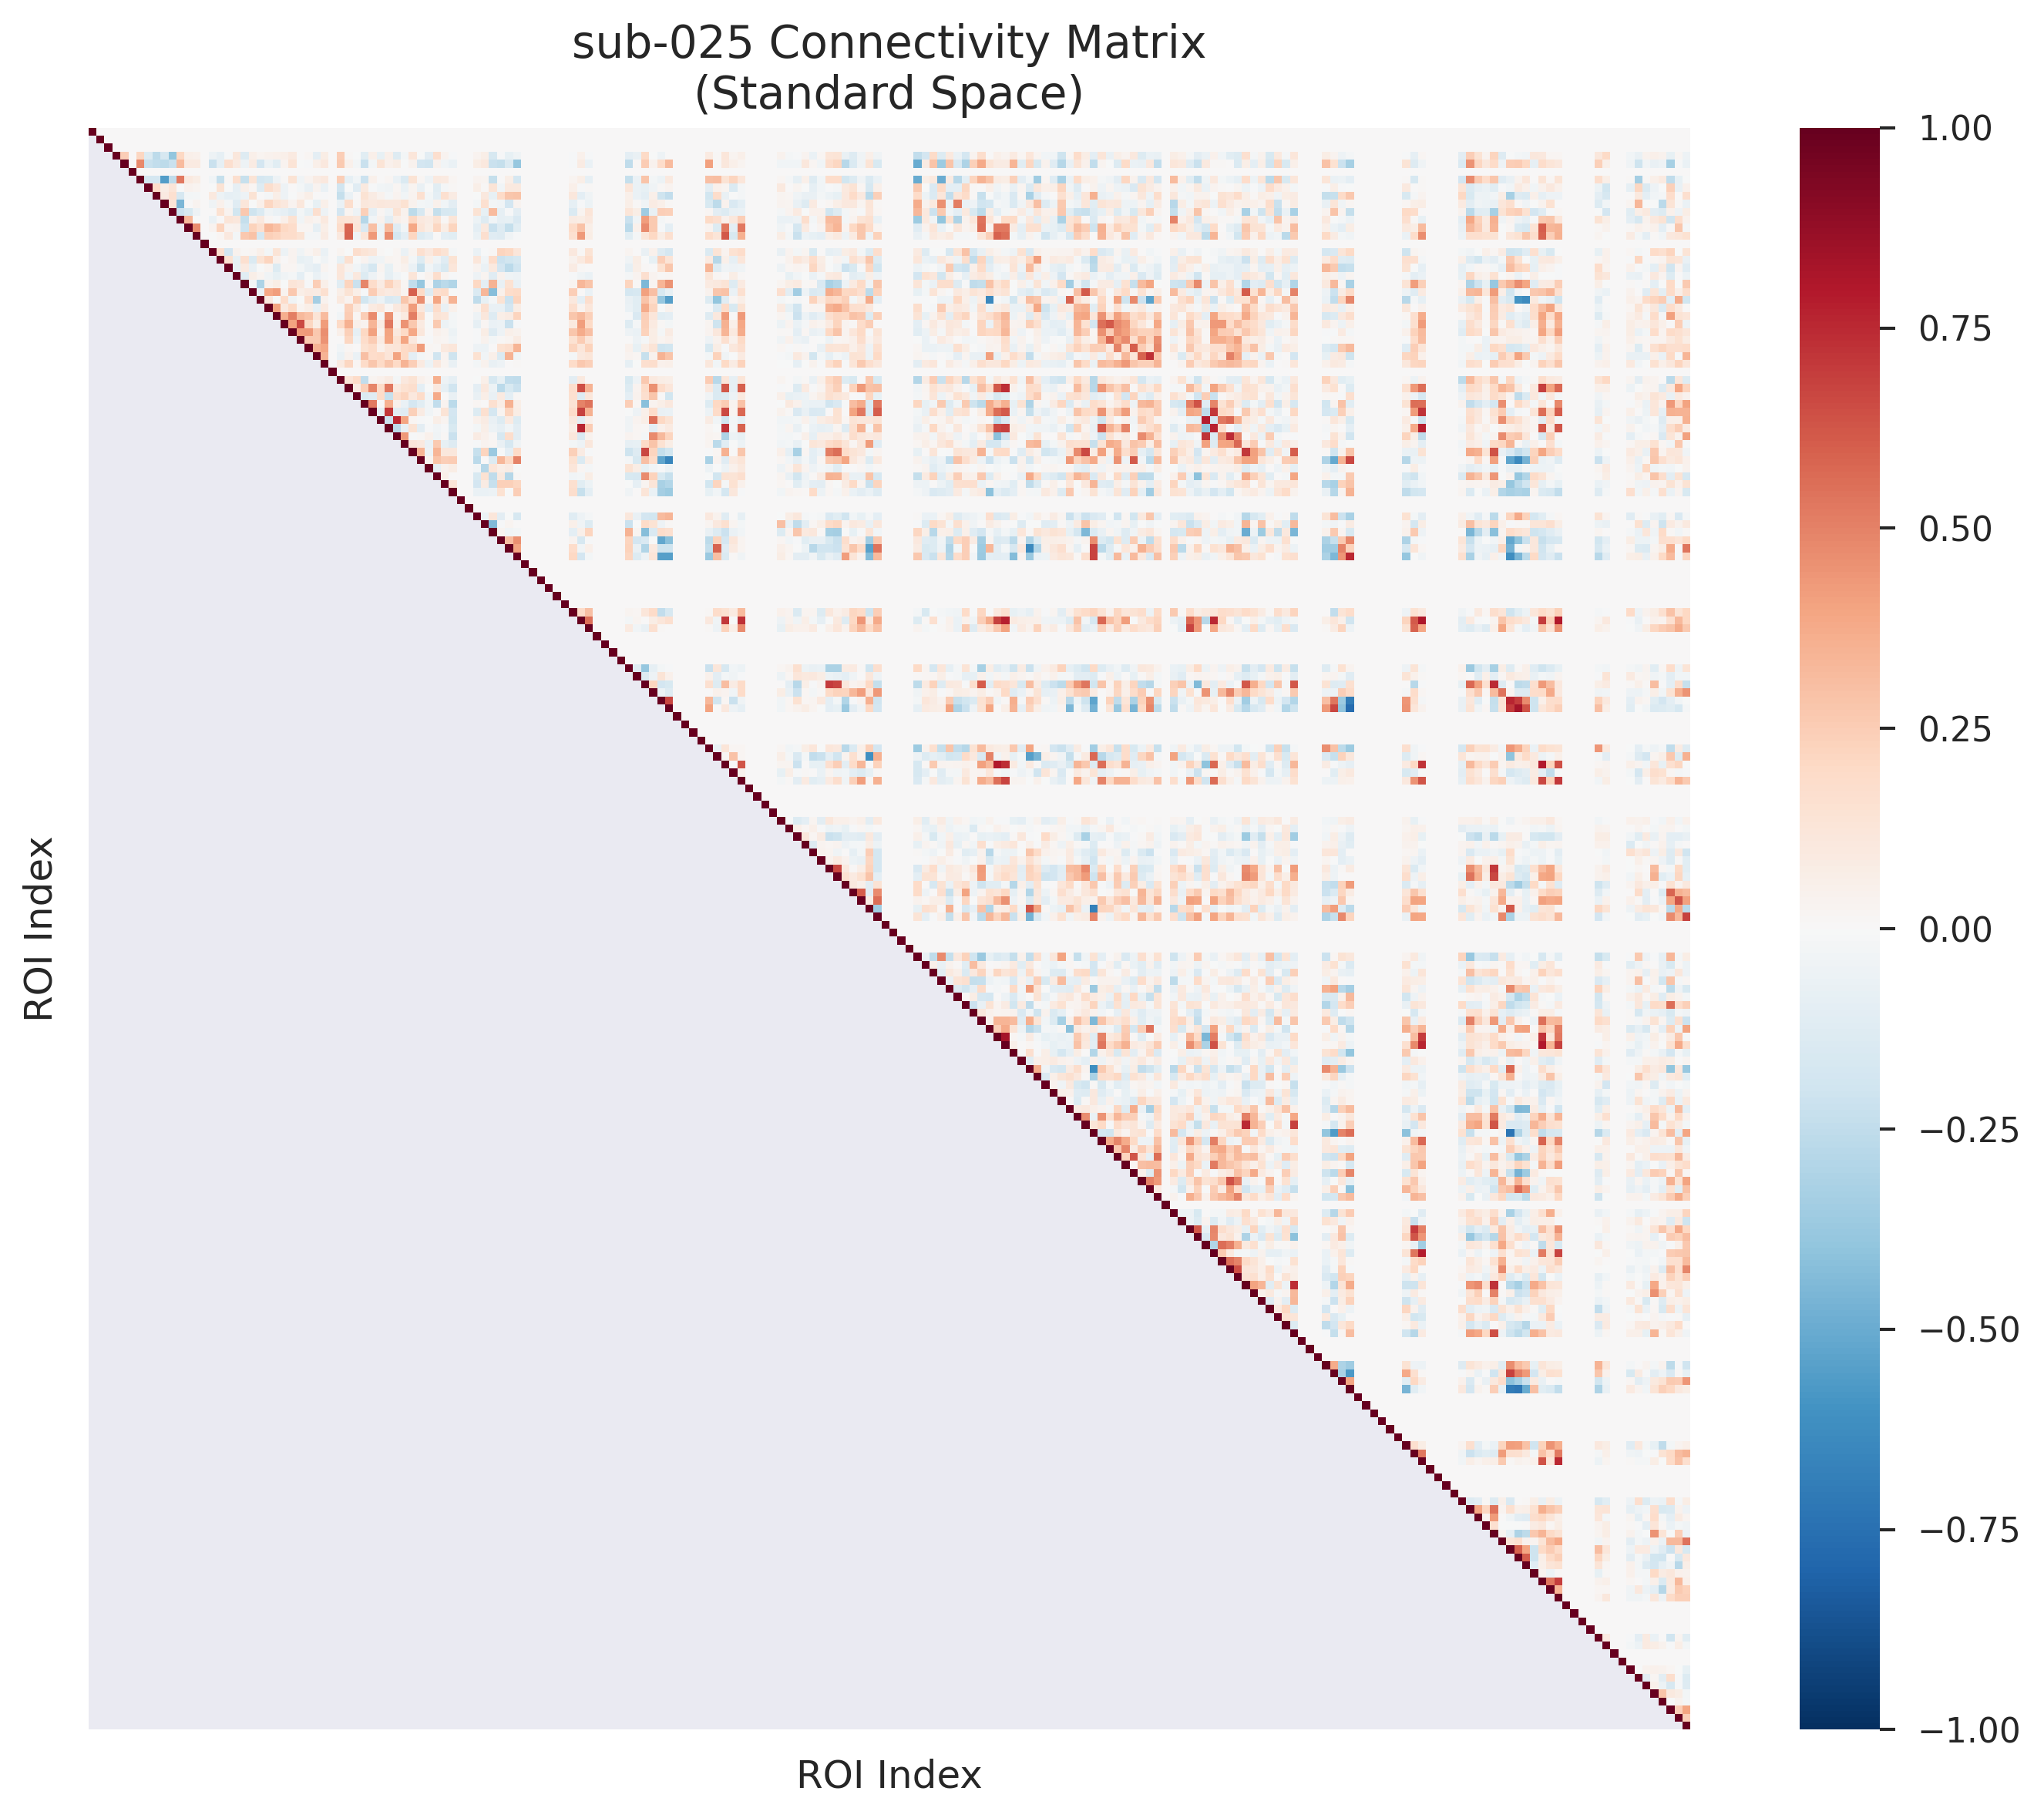 sub-025 Connectivity Matrix
(Standard Space)
ROI Index
ROI Index
1.00
0.75
0.50
0.25
0.00
−0.25
−0.50
−0.75
−1.00